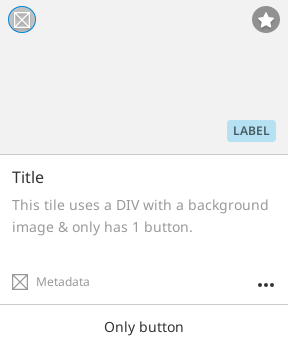 LABEL
Title
This tile uses a DIV with a background
image & only has 1 button.
Metadata
Only button